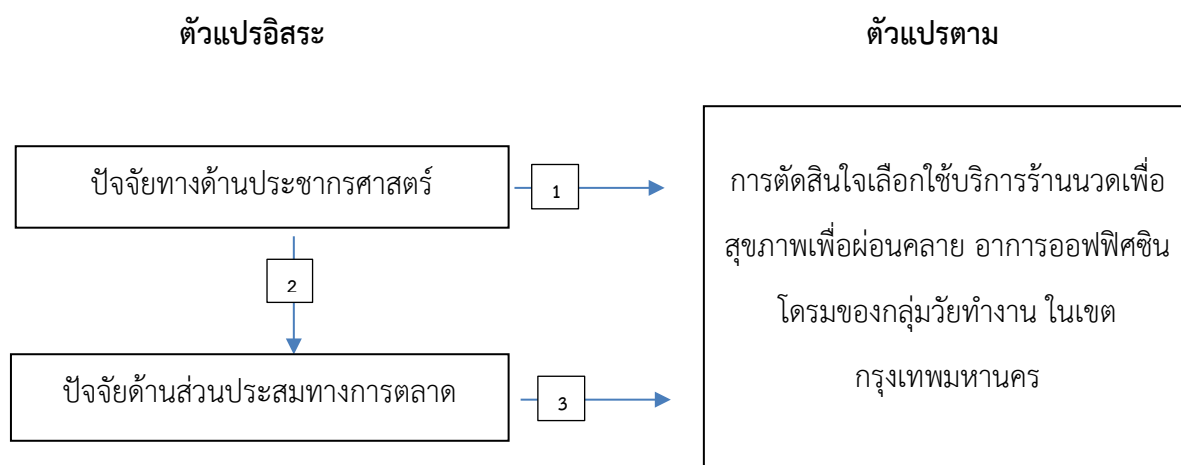 ตัวแปรอิสระ
ตัวแปรตาม
ปัจจัยทางด้านประชากรศาสตร์
1
2
ปัจจัยด้านส่วนประสมทางการตลาด
3
การตัดสินใจเลือกใช้บริการร้านนวดเพื่อ
สุขภาพเพื่อผ่อนคลาย อาการออฟฟิศซิน
โดรมของกลุ่มวัยทำงาน ในเขต
กรุงเทพมหานคร